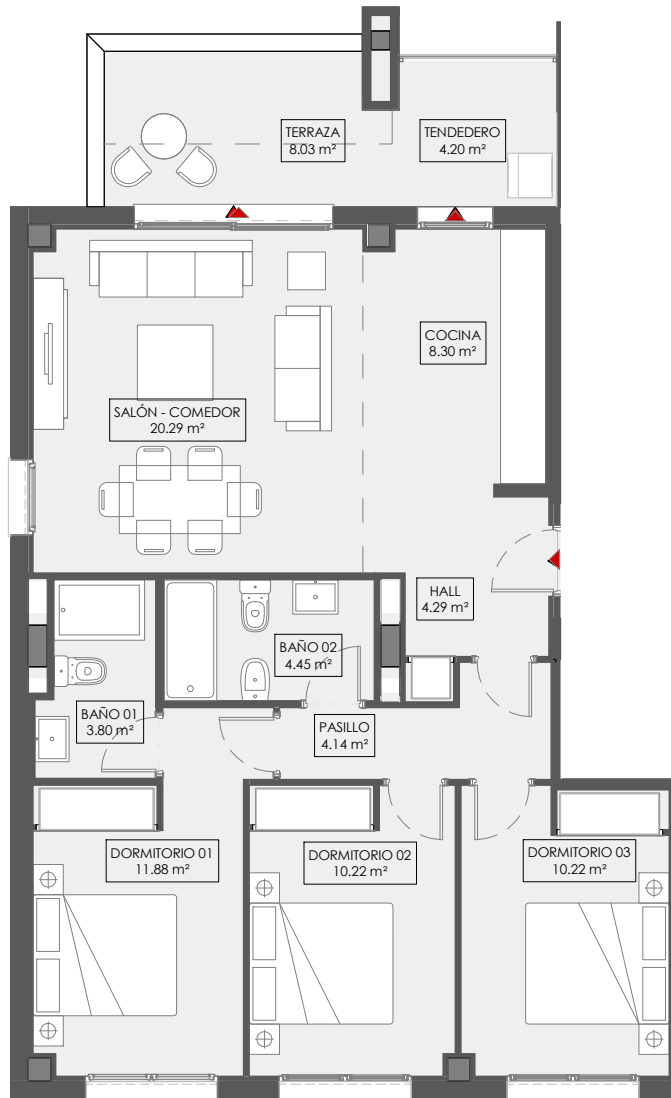 TERRAZA
8.03 m²
TENDEDERO
4.20 m²
COCINA
8.30 m²
SALÓN - COMEDOR
20.29 m²
HALL
4.29 m²
BAÑO 02
4.45 m²
BAÑO 01
3.80 m²
PASILLO
4.14 m²
DORMITORIO 01
11.88 m²
DORMITORIO 02
10.22 m²
DORMITORIO 03
10.22 m²